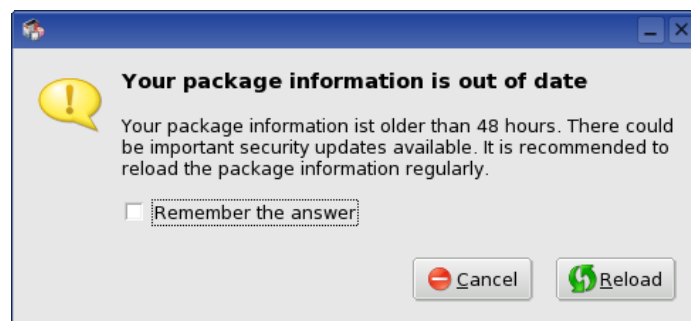 Your package information is out of date
Your package information ist older than 48 hours. There could
be important security updates available. It is recommended to
reload the package information regularly.
Remember the answer
Cancel
Reload